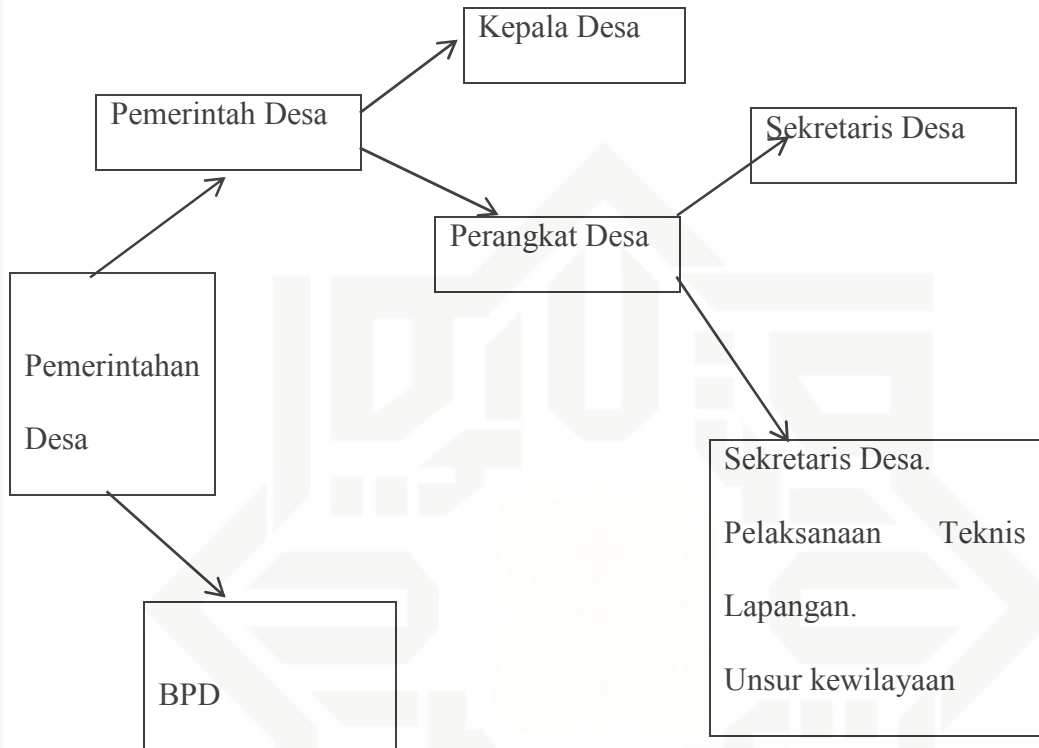 Kepala Desa
Pemerintah Desa
Sekretaris Desa
Perangkat Desa
Pemerintahan
Desa
Sekretaris Desa.
Pelaksanaan Teknis
Lapangan.
Unsur kewilayaan
BPD